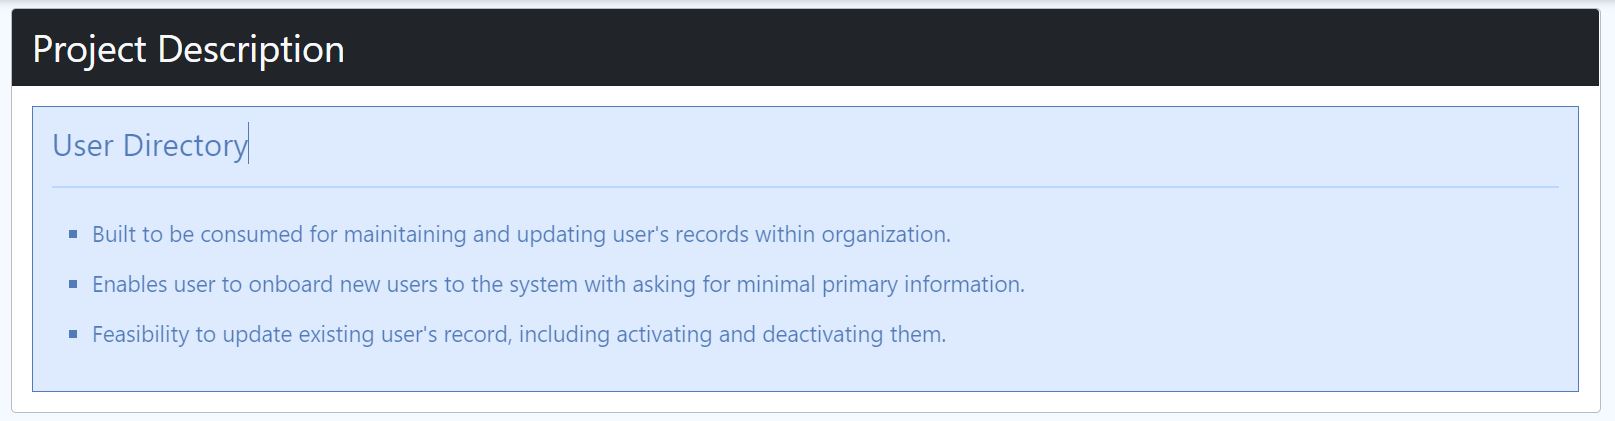 Project Description
User Directory
Built to be consumed for mainitaining and updating user's records within organization.
Enables user to onboard new users to the system with asking for minimal primary information.
Feasibility to update existing user's record, including activating and deactivating them.